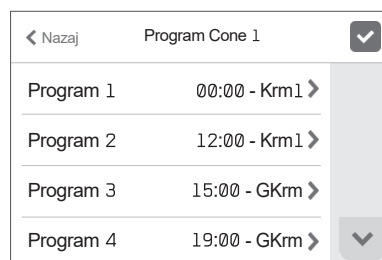 Nazaj Program Cone 1
Program 1 00:00 - Krm1
Program 2 12:00 - Krm1
Program 3 15:00 - GKrm
Program 4 19:00 - GKrm